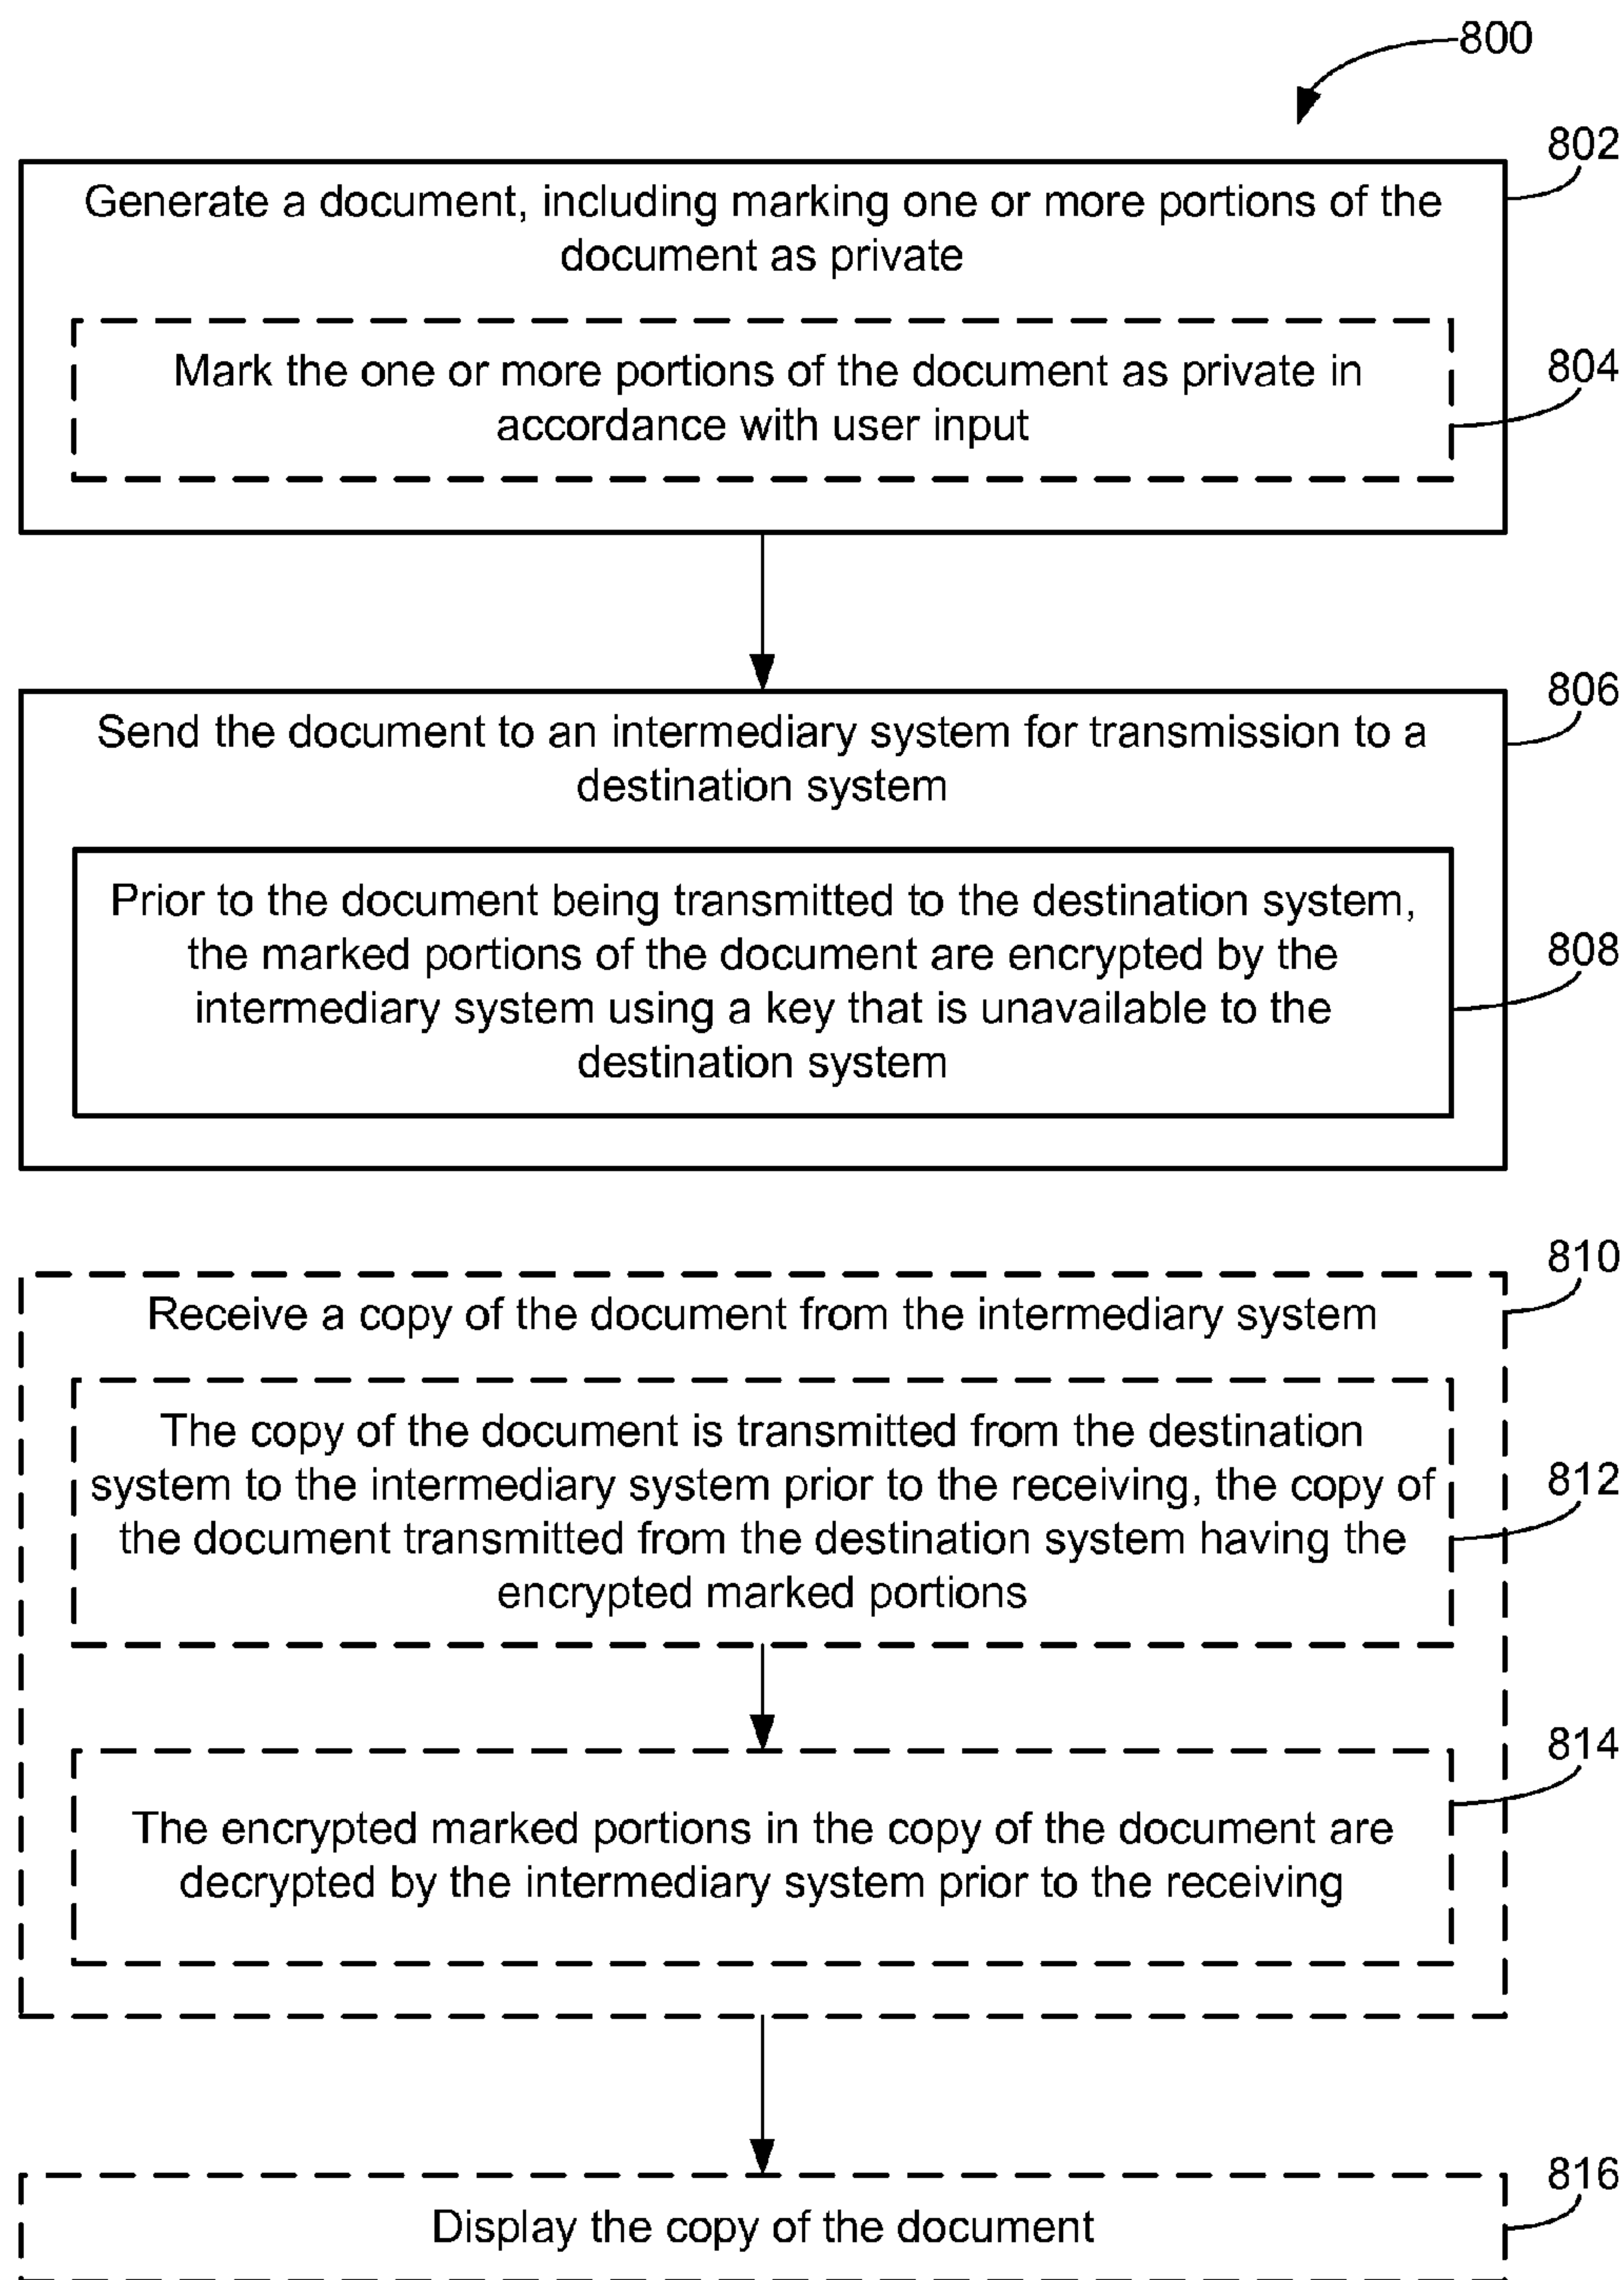 800
802
Generate a document, including marking one or more portions of the
document as private
804
Mark the one or more portions of the document as private in
accordance with user input
806
Send the document to an intermediary system for transmission to a
destination system
Prior to the document being transmitted to the destination system,
the marked portions of the document are encrypted by the
808
intermediary system using a key that is unavailable to the
destination system
810
Receive a copy of the document from the intermediary system
The copy of the document is transmitted from the destination
system to the intermediary system prior to the receiving, the copy of
812
the document transmitted from the destination system having the
encrypted marked portions
814
The encrypted marked portions in the copy of the document are
decrypted by the intermediary system prior to the receiving
816
Display the copy of the document